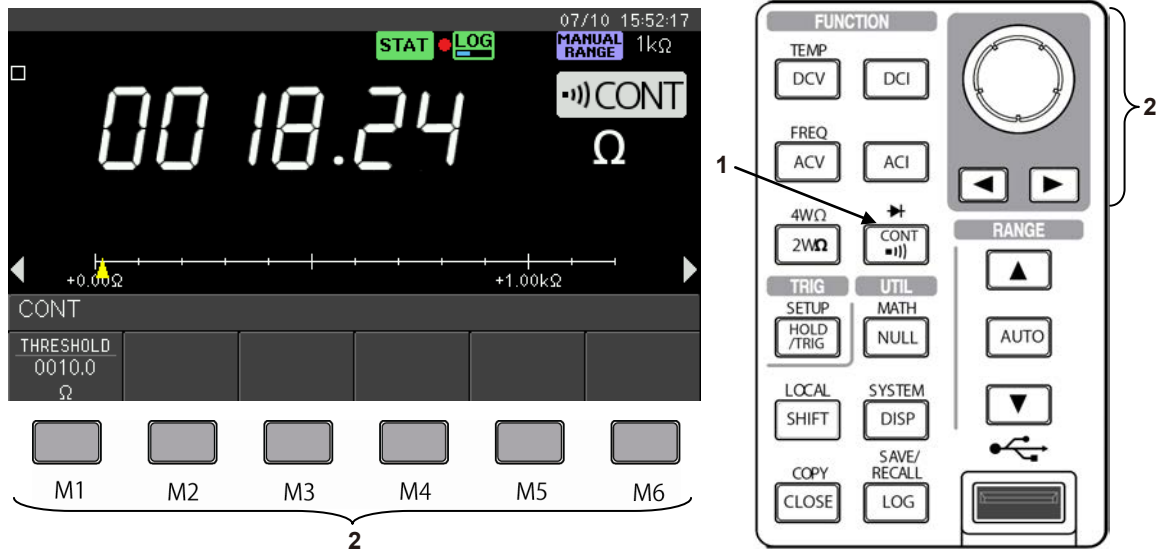 07/10 15:52:17
STAT LOG MANUAL RANGE 1kΩ
0018.24
CONT
Ω
+0.00Ω +1.00kΩ
CONT
THRESHOLD
0010.0
Ω
M1 M2 M3 M4 M5 M6
2
FUNCTION
TEMP
DCV DCI
2
FREQ
ACV ACI
1
4WΩ
2WΩ CONT
RANGE
TRIG UTIL
SETUP MATH
HOLD
/TRIG NULL
AUTO
LOCAL SYSTEM
SHIFT DISP
COPY SAVE/
RECALL
CLOSE LOG